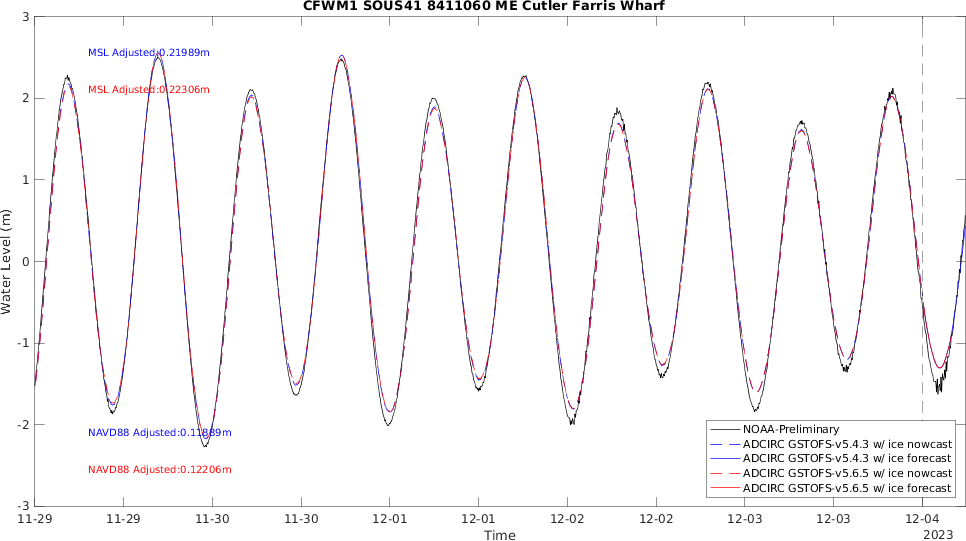 CFWM1 SOUS41 8411060 ME Cutler Farris Wharf
3
2
1
0
-1
-2
-3
Water Level (m)
MSL Adjusted:0.21989m
MSL Adjusted:0.22306m
NAVD88 Adjusted:0.11889m
NAVD88 Adjusted:0.12206m
NOAA-Preliminary
ADCIRC GSTOFS-v5.4.3 w/ ice nowcast
ADCIRC GSTOFS-v5.4.3 w/ ice forecast
ADCIRC GSTOFS-v5.6.5 w/ ice nowcast
ADCIRC GSTOFS-v5.6.5 w/ ice forecast
11-29 11-29 11-30 11-30 12-01 12-01 12-02 12-02 12-03 12-03 12-04
2023
Time